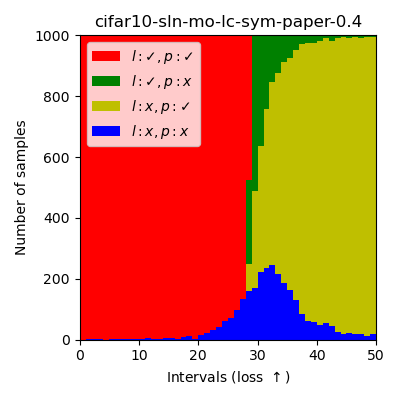 cifar10-sln-mo-lc-sym-paper-0.4
1000
800
600
400
200
0
Number of samples
l : ✓, p : ✓
l : ✓, p : x
l : x, p : ✓
l : x, p : x
0 10 20 30 40 50
Intervals (loss ↑)